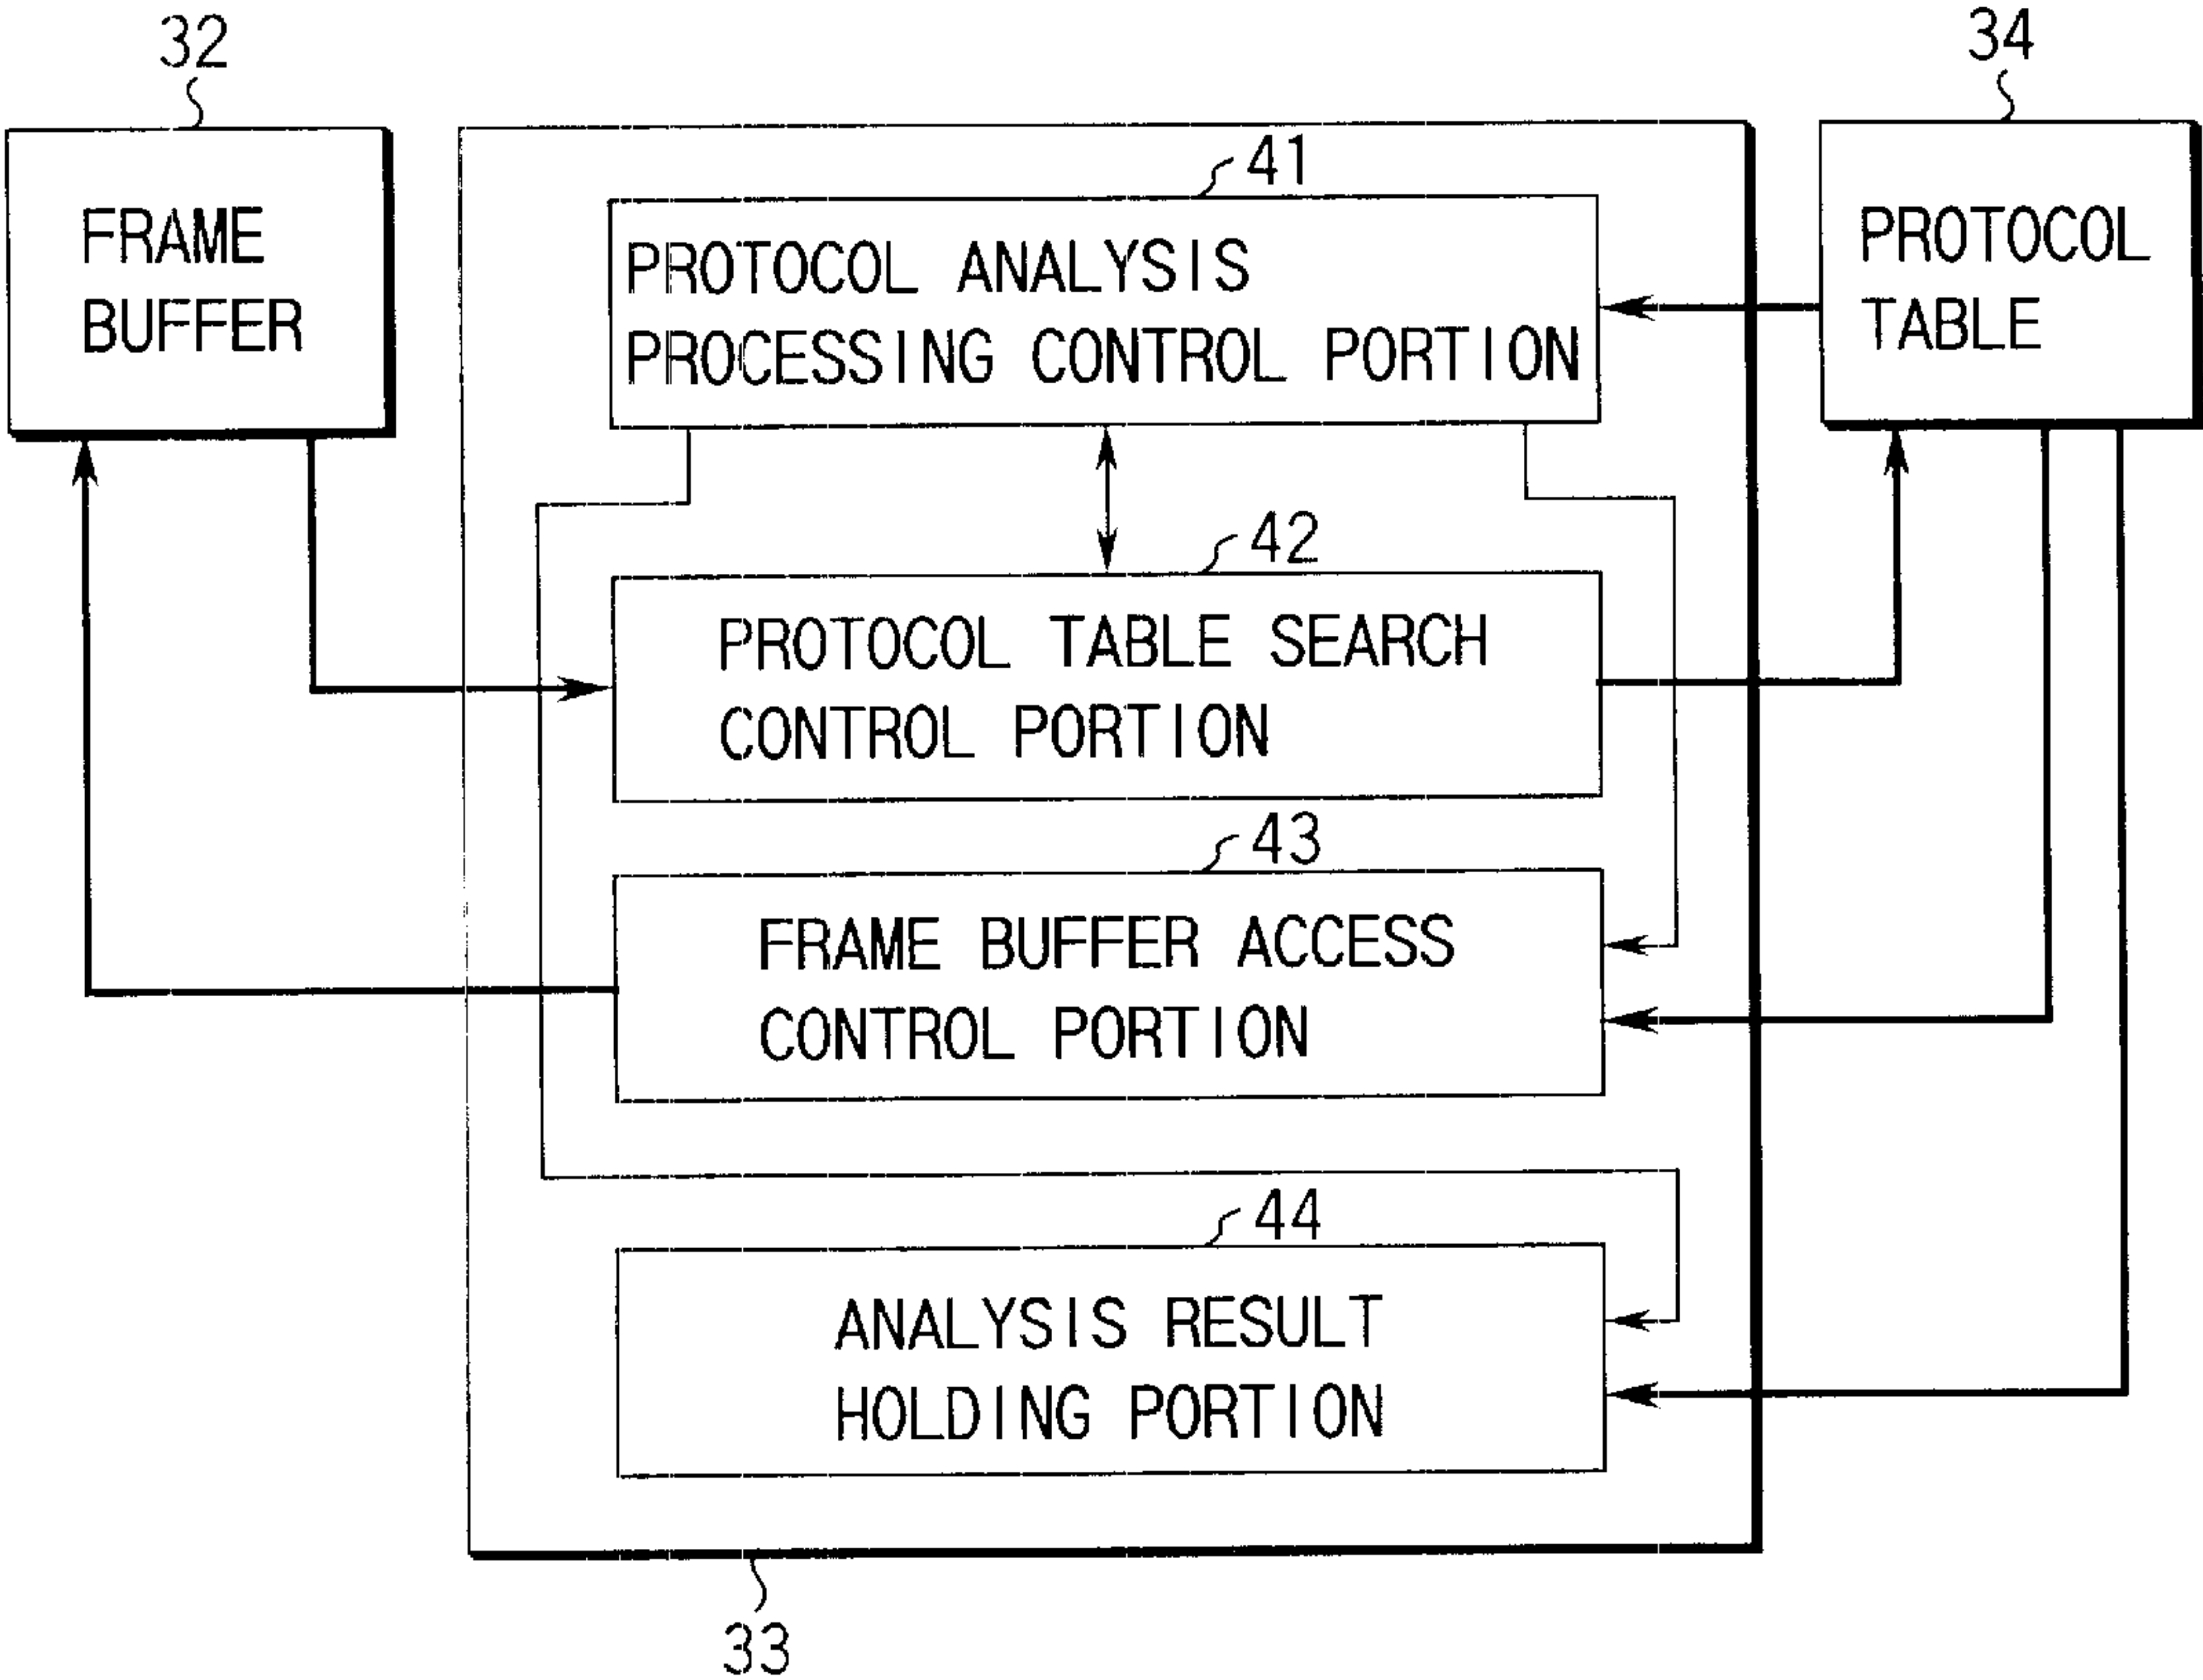 32
34
FRAME
BUFFER
41
PROTOCOL ANALYSIS
PROCESSING CONTROL PORTION
PROTOCOL
TABLE
42
PROTOCOL TABLE SEARCH
CONTROL PORTION
43
FRAME BUFFER ACCESS
CONTROL PORTION
44
ANALYSIS RESULT
HOLDING PORTION
33